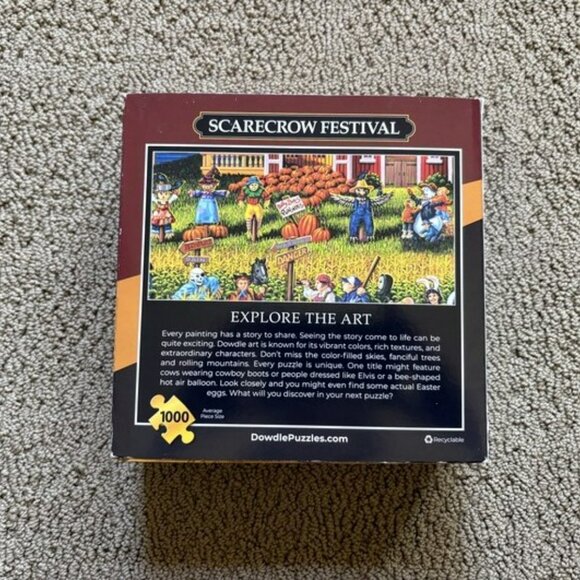 SCARECROW FESTIVAL
DANGER
EXPLORE THE ART
Every painting has a story to share. Seeing the story come to life can be
quite exciting. Dowdle art is known for its vibrant colors, rich textures, and
extraordinary characters. Don't miss the color-filled skies, fanciful trees
and rolling mountains. Every puzzle is unique. One title might feature
cows wearing cowboy boots or people dressed like Elvis or a bee-shaped
hot air balloon. Look closely and you might even find some actual Easter
eggs. What will you discover in your next puzzle?
1000
Average
Piece Size
DowdlePuzzles.com
Recyclable